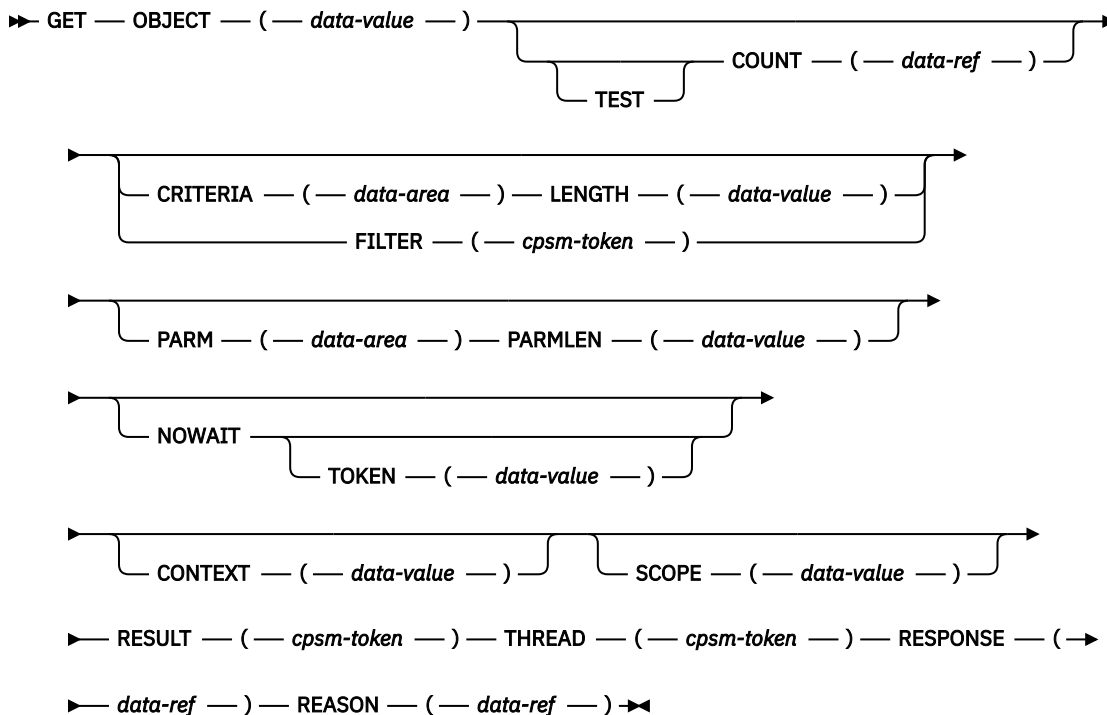 GET OBJECT ( data-value )
COUNT ( data-ref )
TEST
CRITERIA ( data-area ) LENGTH ( data-value )
FILTER ( cpsm-token )
PARM ( data-area ) PARMLEN ( data-value )
NOWAIT
TOKEN ( data-value )
CONTEXT ( data-value ) SCOPE ( data-value )
RESULT ( cpsm-token ) THREAD ( cpsm-token ) RESPONSE (
data-ref ) REASON ( data-ref )